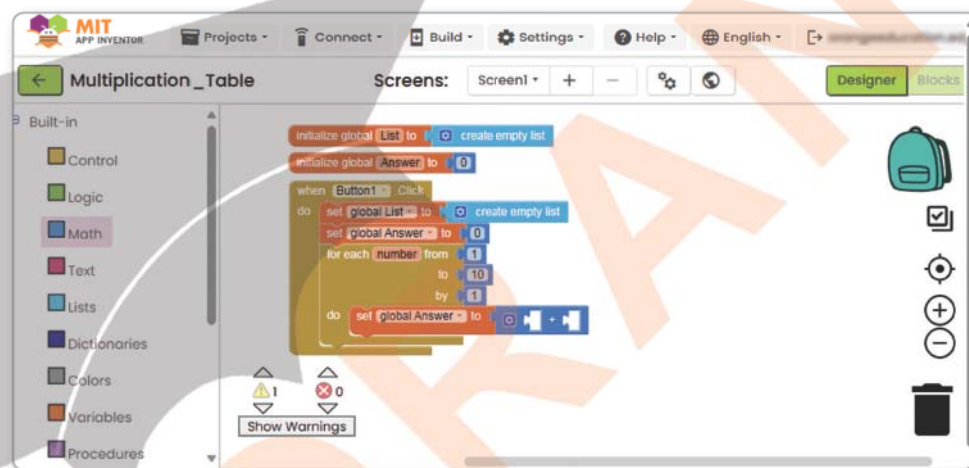 MIT
APP INVENTOR
Projects
Connect
Build
Settings
Help
English
Multiplication_Table
Screens:
Screen1
+
−
Designer
Blocks
Built-in
Control
Logic
Math
Text
Lists
Dictionaries
Colors
Variables
Procedures
initialize global List to create empty list
initialize global Answer to 0
when Button1 .Click
do set global List to create empty list
set global Answer to 0
for each number from 1
to 10
by 1
do set global Answer to +
1
0
Show Warnings